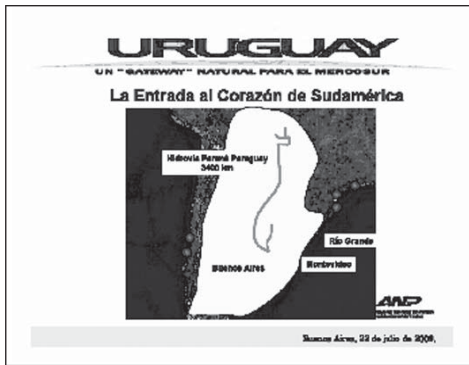 URUGUAY
UN "GATEWAY" NATURAL PARA EL MERCOSUR
La Entrada al Corazón de Sudamérica
Hidrovía Paraná Paraguay
3400 km
Río Grande
Buenos Aires
Montevideo
ANP
Buenos Aires, 22 de julio de 2009,